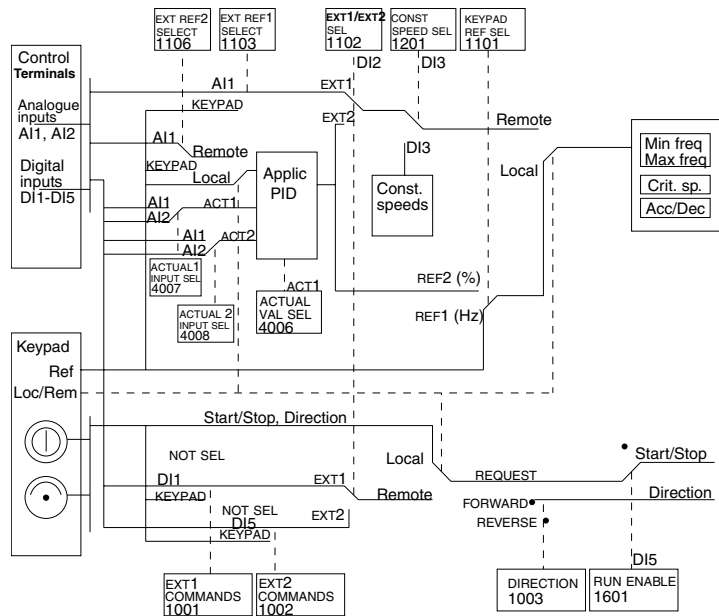 EXT REF2
SELECT
1106
EXT REF1
SELECT
1103
EXT1/EXT2
SEL
1102
CONST
SPEED SEL
1201
KEYPAD
REF SEL
1101
Control
Terminals
Analogue
inputs
AI1, AI2
Digital
inputs
DI1-DI5
DI2
DI3
AI1
EXT1
KEYPAD
EXT2
Remote
AI1
Remote
KEYPAD
Local
Applic
PID
DI3
Const.
speeds
Local
Min freq
Max freq
Crit. sp.
Acc/Dec
AI1
AI2
ACT1
AI1
AI2
ACT2
ACTUAL1
INPUT SEL
4007
ACTUAL 2
INPUT SEL
4008
ACT1
ACTUAL
VAL SEL
4006
REF2 (%)
REF1 (Hz)
Keypad
Ref
Loc/Rem
Start/Stop, Direction
NOT SEL
Local
REQUEST
Start/Stop
DI1
EXT1
KEYPAD
Remote
NOT SEL
DI5
EXT2
KEYPAD
FORWARD
REVERSE
Direction
DI5
EXT1
COMMANDS
1001
EXT2
COMMANDS
1002
DIRECTION
1003
RUN ENABLE
1601